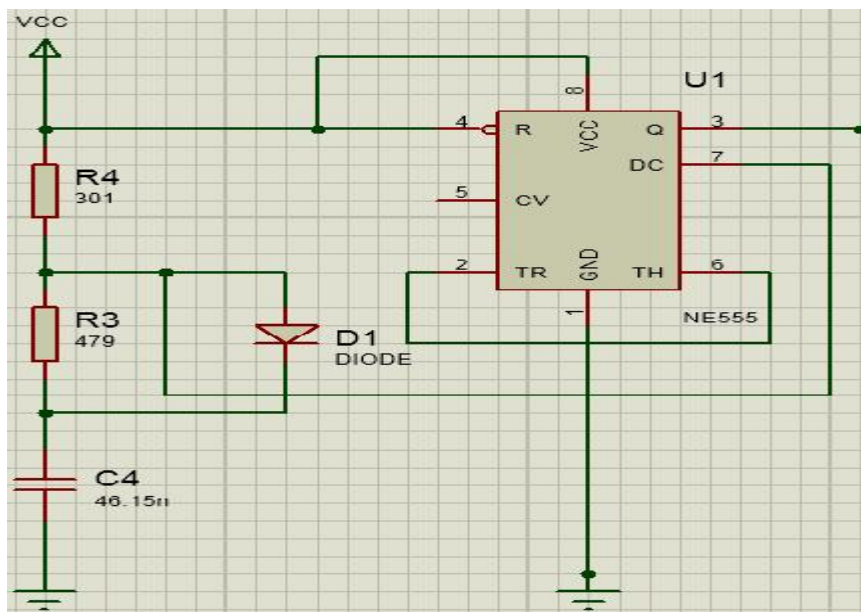 VCC
U1
8
4
R
VCC
Q
3
DC
7
R4
301
5
CV
2
TR
GND
TH
6
R3
479
1
NE555
D1
DIODE
C4
46.15n